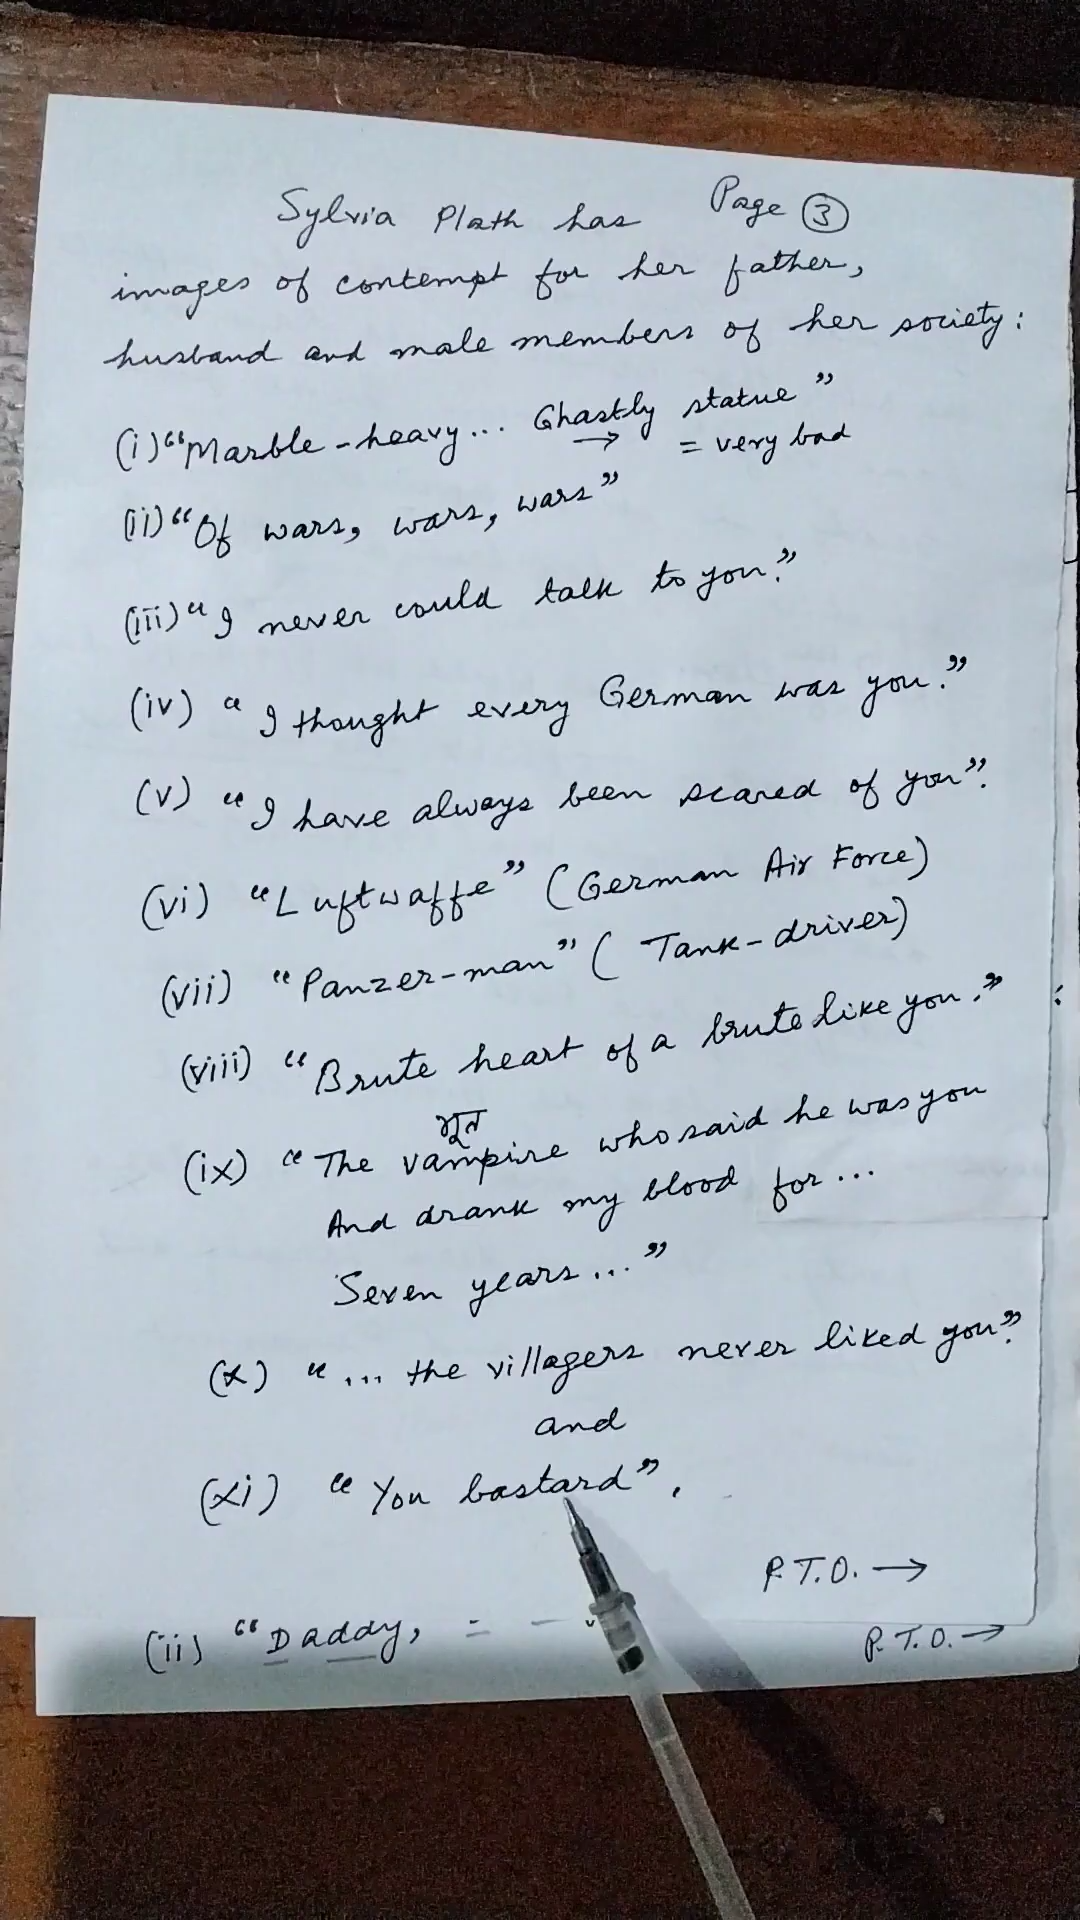 Page ③
Sylvia Plath has
images of contempt for her father,
husband and male members of her society:
(i) "Marble-heavy... Ghastly statue"
→ = very bad
(ii) "Of wars, wars, wars"
(iii) "I never could talk to you."
(iv) "I thought every German was you."
(v) "I have always been scared of you".
(vi) "Luftwaffe" (German Air Force)
(vii) "Panzer-man" ( Tank-driver)
(viii) "Brute heart of a brute like you."
(ix) "The vampire who said he was you
And drank my blood for...
Seven years..."
(x) "... the villagers never liked you".
and
(xi) "You bastard".
P.T.O. →
(ii) "Daddy, =
P.T.O. →